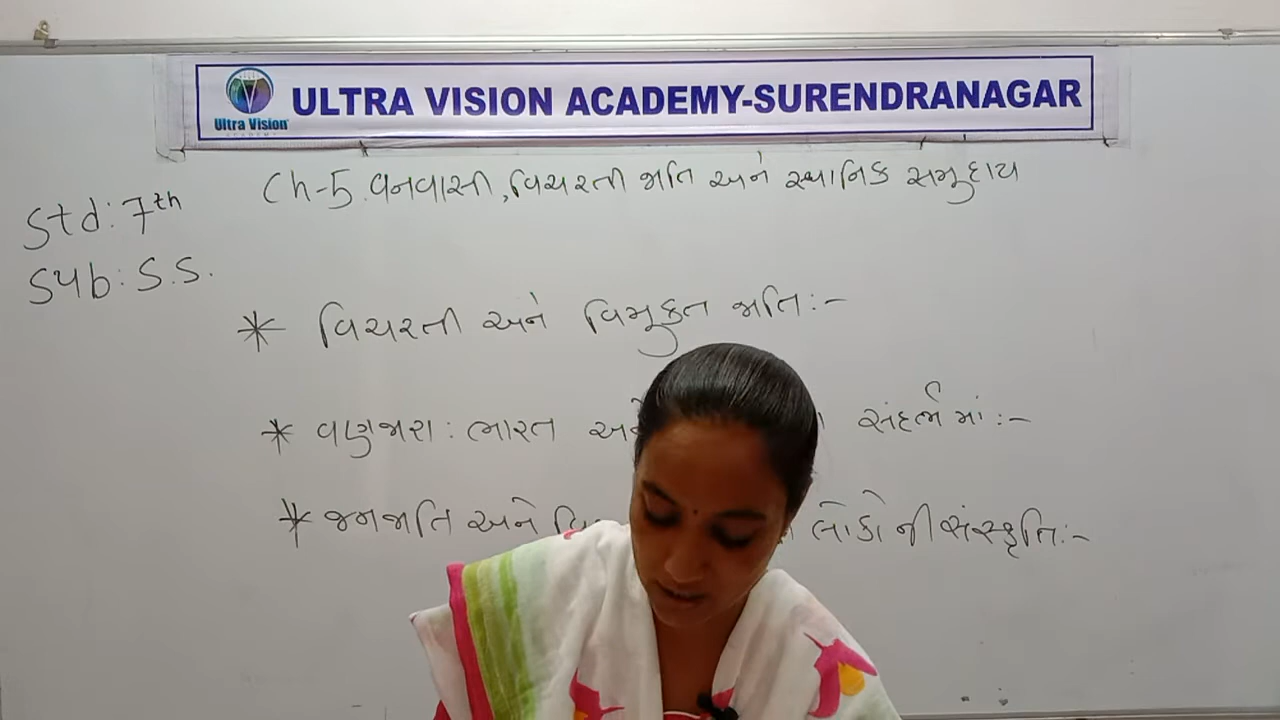 Ultra Vision
ULTRA VISION ACADEMY-SURENDRANAGAR
Ch-5. વનવાસી, વિચરતી જાતિ અને સ્થાનિક સમુદાય
Std: 7th
Sub: S.S.
* વિચરતી અને વિમુક્ત જાતિ:-
* વણજારા : ભારત સંદર્ભમાં :-
* જનજાતિ અને લોકો ની સંસ્કૃતિ:-